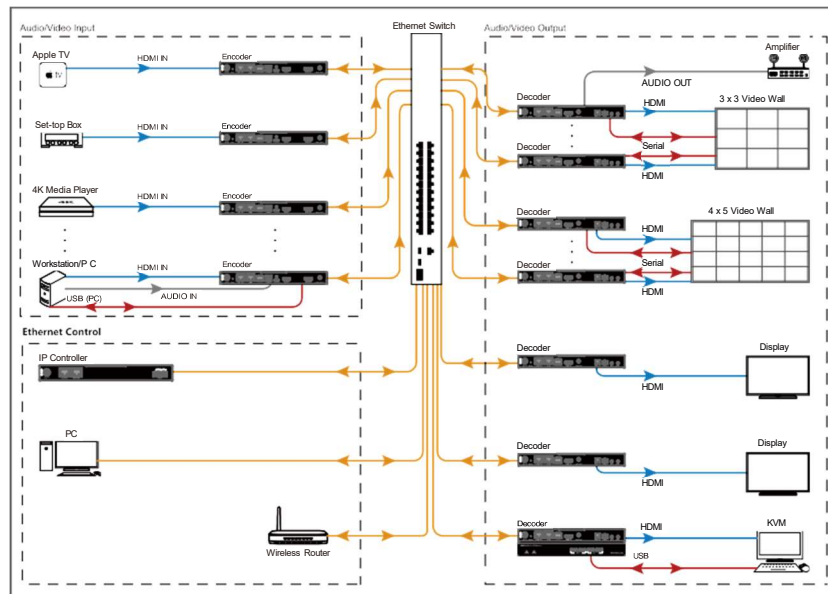 Audio/Video Input
Ethernet Switch
Audio/Video Output
Apple TV
HDMI IN
Encoder
tv
Amplifier
AUDIO OUT
Decoder
HDMI
3 x 3 Video Wall
Set-top Box
HDMI IN
Encoder
Serial
Decoder
HDMI
4K Media Player
HDMI IN
Encoder
Decoder
4 x 5 Video Wall
HDMI
Workstation/P C
HDMI IN
Encoder
Serial
Decoder
HDMI
AUDIO IN
USB (PC)
Ethernet Control
IP Controller
Decoder
Display
HDMI
PC
Decoder
Display
HDMI
Wireless Router
Decoder
HDMI
KVM
USB